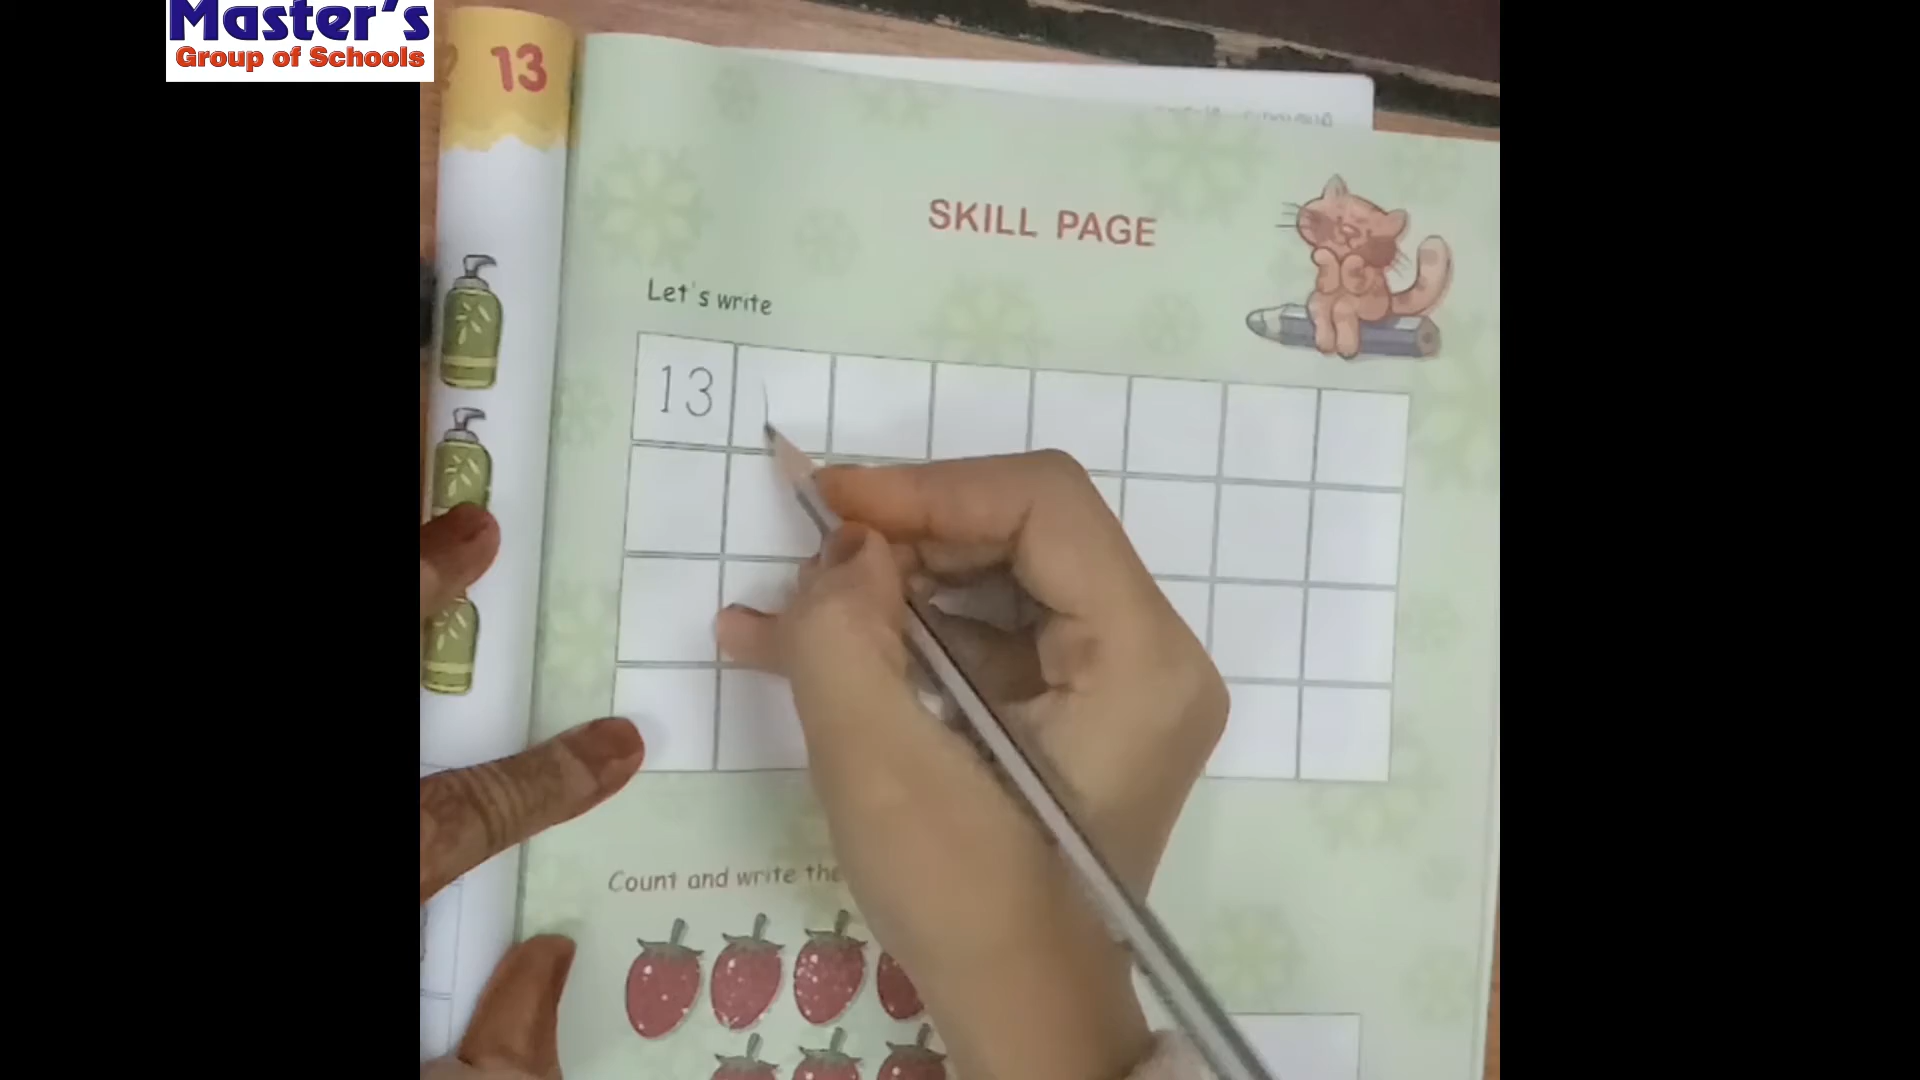 Master's
Group of Schools
13
SKILL PAGE
Let's write
13
Count and write the